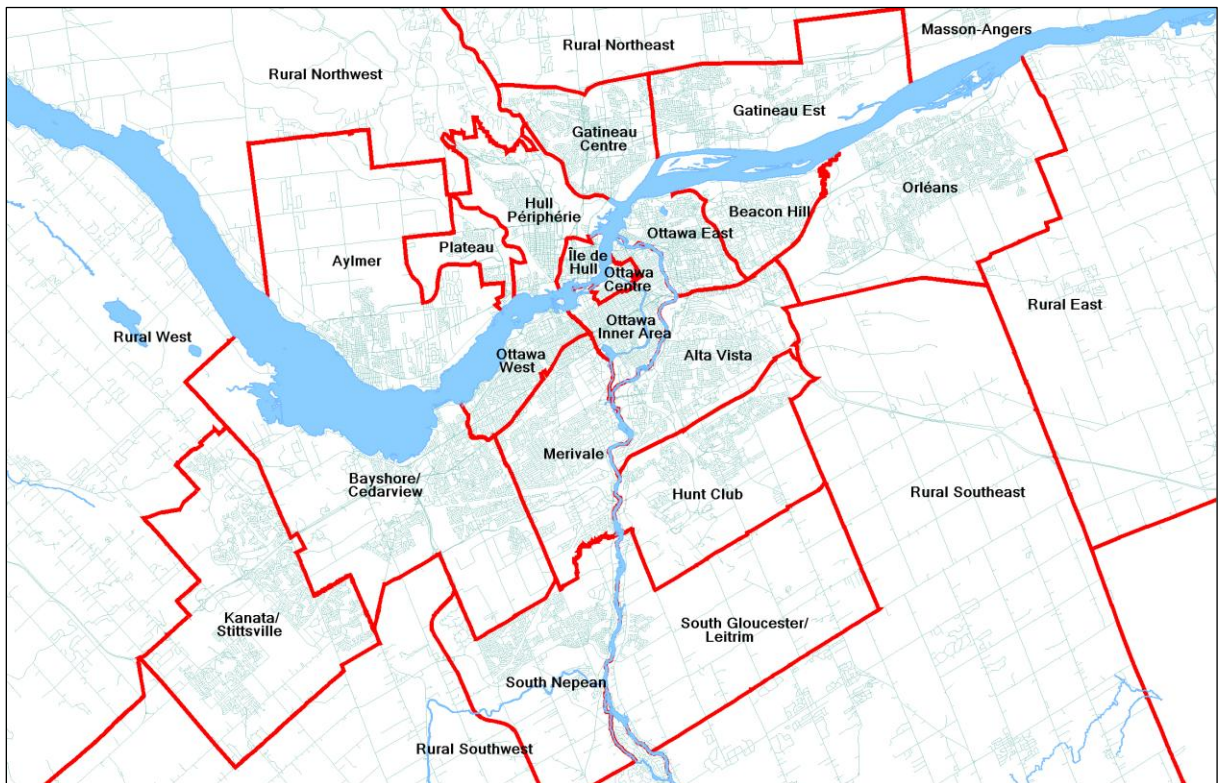 Masson-Angers
Rural Northeast
Rural Northwest
Gatineau Est
Gatineau
Centre
Orléans
Hull
Périphérie
Beacon Hill
Ottawa East
Plateau
Aylmer
Île de
Hull
Ottawa
Centre
Rural East
Rural West
Ottawa
Inner Area
Ottawa
West
Alta Vista
Merivale
Bayshore/
Cedarview
Hunt Club
Rural Southeast
Kanata/
Stittsville
South Gloucester/
Leitrim
South Nepean
Rural Southwest